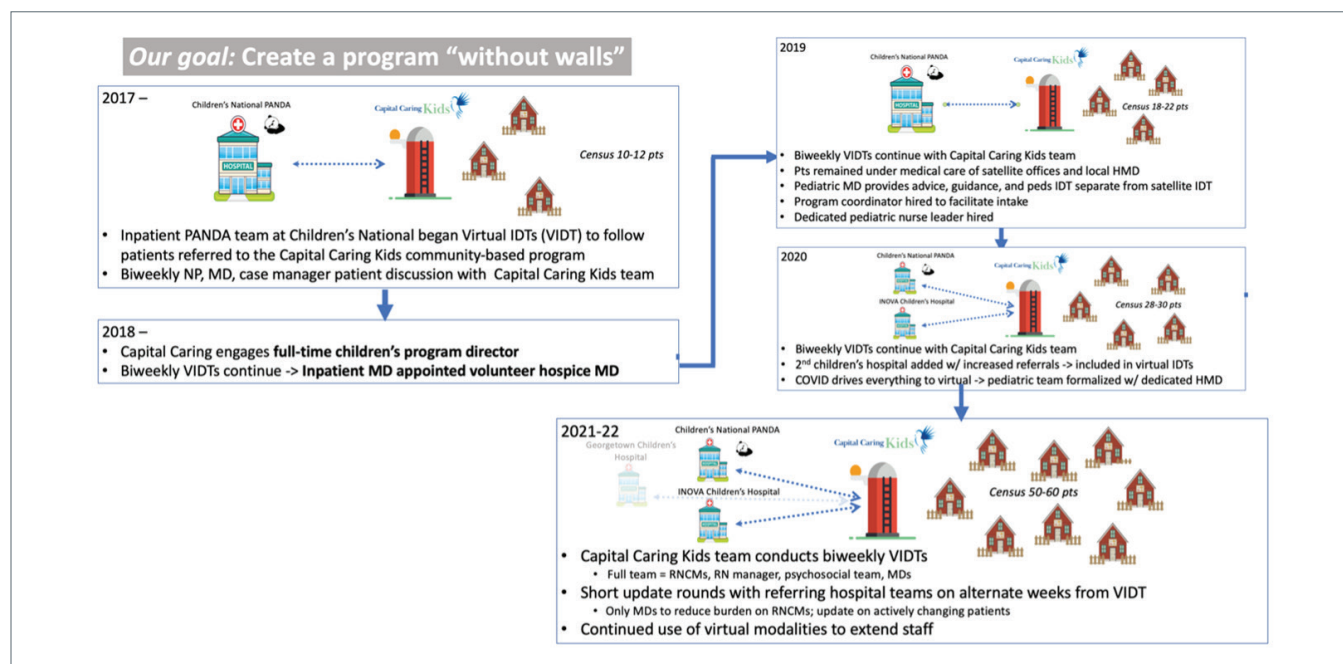 Our goal: Create a program “without walls”
2017 –
Children's National PANDA
Capital Caring Kids
HOSPITAL
Census 10-12 pts
• Inpatient PANDA team at Children's National began Virtual IDTs (VIDT) to follow
patients referred to the Capital Caring Kids community-based program
• Biweekly NP, MD, case manager patient discussion with Capital Caring Kids team
2018 –
• Capital Caring engages full-time children's program director
• Biweekly VIDTs continue -> Inpatient MD appointed volunteer hospice MD
2019
Children's National PANDA
Capital Caring Kids
HOSPITAL
Census 18-22 pts
• Biweekly VIDTs continue with Capital Caring Kids team
• Pts remained under medical care of satellite offices and local HMD
• Pediatric MD provides advice, guidance, and peds IDT separate from satellite IDT
• Program coordinator hired to facilitate intake
• Dedicated pediatric nurse leader hired
2020
Children's National PANDA
Capital Caring Kids
HOSPITAL
INOVA Children's Hospital
HOSPITAL
Census 28-30 pts
• Biweekly VIDTs continue with Capital Caring Kids team
• 2nd children's hospital added w/ increased referrals -> included in virtual IDTs
• COVID drives everything to virtual -> pediatric team formalized w/ dedicated HMD
2021-22
Children's National PANDA
Capital Caring Kids
Georgetown Children's
Hospital
HOSPITAL
INOVA Children's Hospital
HOSPITAL
HOSPITAL
Census 50-60 pts
• Capital Caring Kids team conducts biweekly VIDTs
• Full team = RNCMs, RN manager, psychosocial team, MDs
• Short update rounds with referring hospital teams on alternate weeks from VIDT
• Only MDs to reduce burden on RNCMs; update on actively changing patients
• Continued use of virtual modalities to extend staff